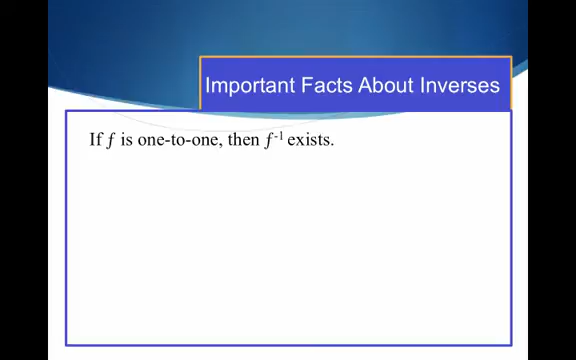 Important Facts About Inverses
If f is one-to-one, then f⁻¹ exists.